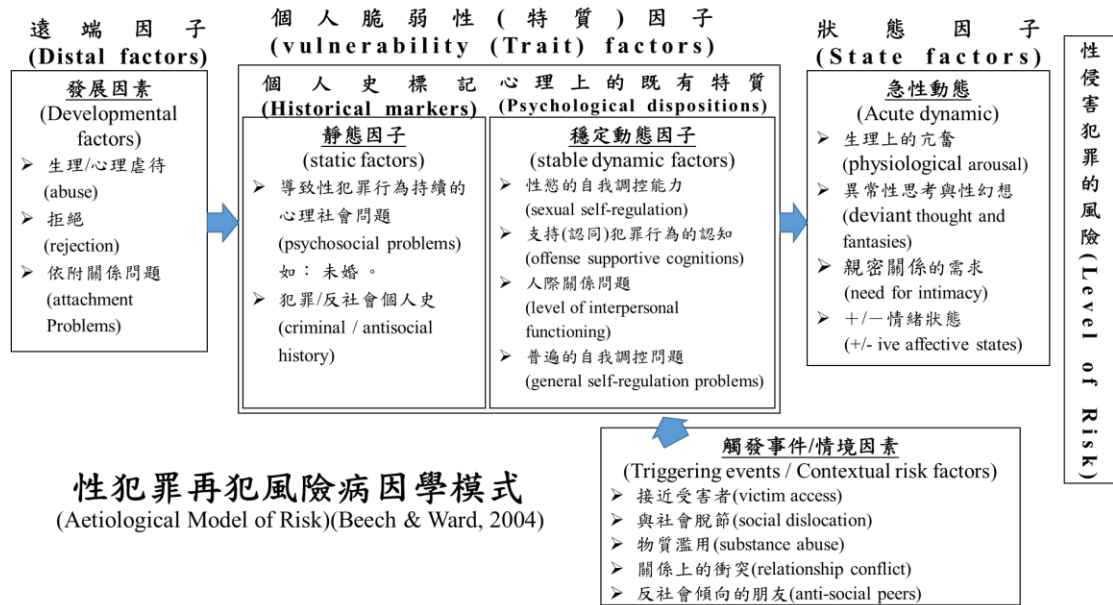 遠端因子
(Distal factors)
發展因素
(Developmental
factors)
➢ 生理/心理虐待
(abuse)
➢ 拒絕
(rejection)
➢ 依附關係問題
(attachment
Problems)
個人脆弱性(特質)因子
(vulnerability (Trait) factors)
個人史標記
(Historical markers)
靜態因子
(static factors)
➢ 導致性犯罪行為持續的
心理社會問題
(psychosocial problems)
如：未婚。
➢ 犯罪/反社會個人史
(criminal / antisocial
history)
心理上的既有特質
(Psychological dispositions)
穩定動態因子
(stable dynamic factors)
➢ 性慾的自我調控能力
(sexual self-regulation)
➢ 支持(認同)犯罪行為的認知
(offense supportive cognitions)
➢ 人際關係問題
(level of interpersonal
functioning)
➢ 普遍的自我調控問題
(general self-regulation problems)
狀態因子
(State factors)
急性動態
(Acute dynamic)
➢ 生理上的亢奮
(physiological arousal)
➢ 異常性思考與性幻想
(deviant thought and
fantasies)
➢ 親密關係的需求
(need for intimacy)
➢ ＋/－情緒狀態
(+/- ive affective states)
性侵害犯罪的風險(Level of Risk)
觸發事件/情境因素
(Triggering events / Contextual risk factors)
➢ 接近受害者(victim access)
➢ 與社會脫節(social dislocation)
➢ 物質濫用(substance abuse)
➢ 關係上的衝突(relationship conflict)
➢ 反社會傾向的朋友(anti-social peers)
性犯罪再犯風險病因學模式
(Aetiological Model of Risk)(Beech & Ward, 2004)